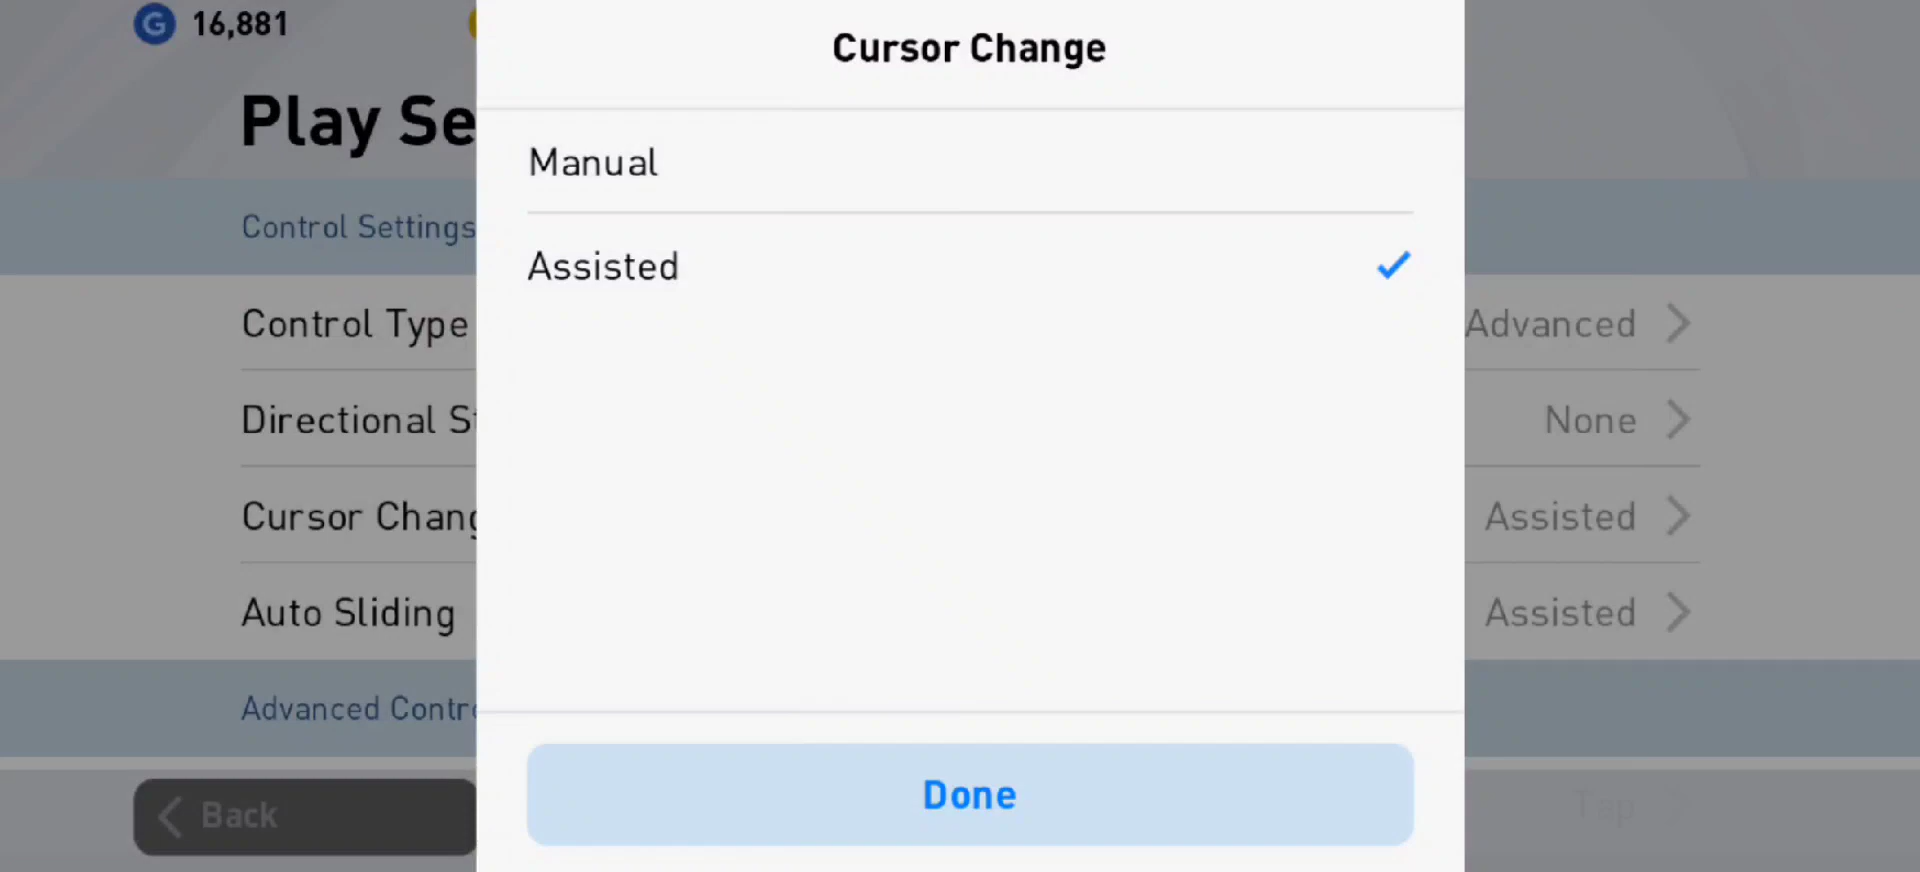 G 16,881
Cursor Change
Play Se
Manual
Control Settings
Assisted
Control Type
Advanced
Directional S
None
Cursor Chang
Assisted
Auto Sliding
Assisted
Advanced Contr
Done
Back
Tap